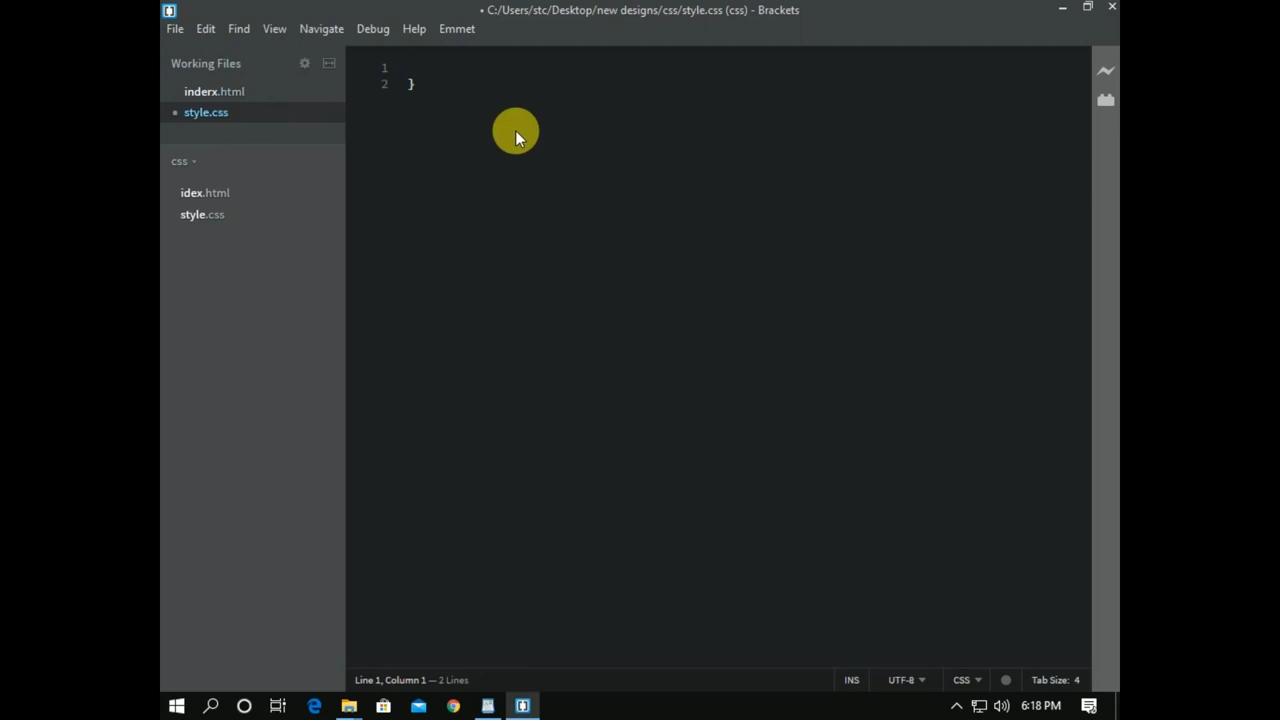 • C:/Users/stc/Desktop/new designs/css/style.css (css) - Brackets
File Edit Find View Navigate Debug Help Emmet
Working Files
inderx.html
style.css
css
idex.html
style.css
1
2 }
Line 1, Column 1 — 2 Lines
INS UTF-8 CSS Tab Size: 4
6:18 PM